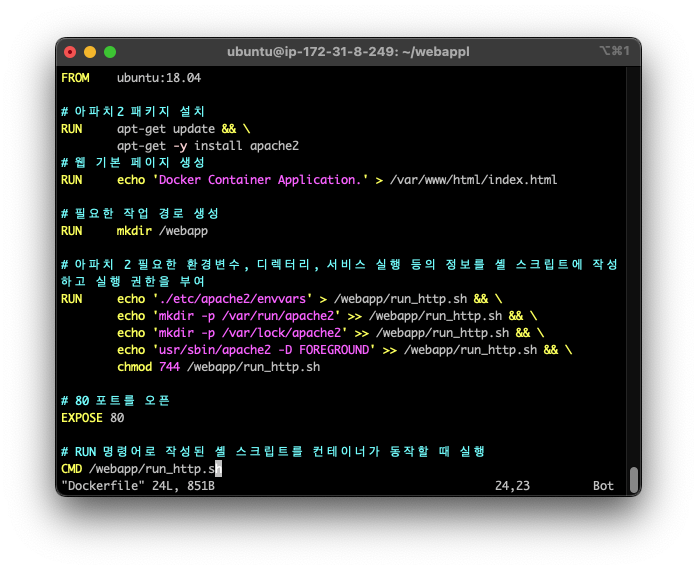 ubuntu@ip-172-31-8-249: ~/webappl
⌥⌘1
FROM    ubuntu:18.04
# 아파치2 패키지 설치
RUN     apt-get update && \
        apt-get -y install apache2
# 웹 기본 페이지 생성
RUN     echo 'Docker Container Application.' > /var/www/html/index.html
# 필요한 작업 경로 생성
RUN     mkdir /webapp
# 아파치 2 필요한 환경변수, 디렉터리, 서비스 실행 등의 정보를 셸 스크립트에 작성
하고 실행 권한을 부여
RUN     echo './etc/apache2/envvars' > /webapp/run_http.sh && \
        echo 'mkdir -p /var/run/apache2' >> /webapp/run_http.sh && \
        echo 'mkdir -p /var/lock/apache2' >> /webapp/run_http.sh && \
        echo 'usr/sbin/apache2 -D FOREGROUND' >> /webapp/run_http.sh && \
        chmod 744 /webapp/run_http.sh
# 80 포트를 오픈
EXPOSE 80
# RUN 명령어로 작성된 셸 스크립트를 컨테이너가 동작할 때 실행
CMD /webapp/run_http.sh
"Dockerfile" 24L, 851B                                        24,23         Bot